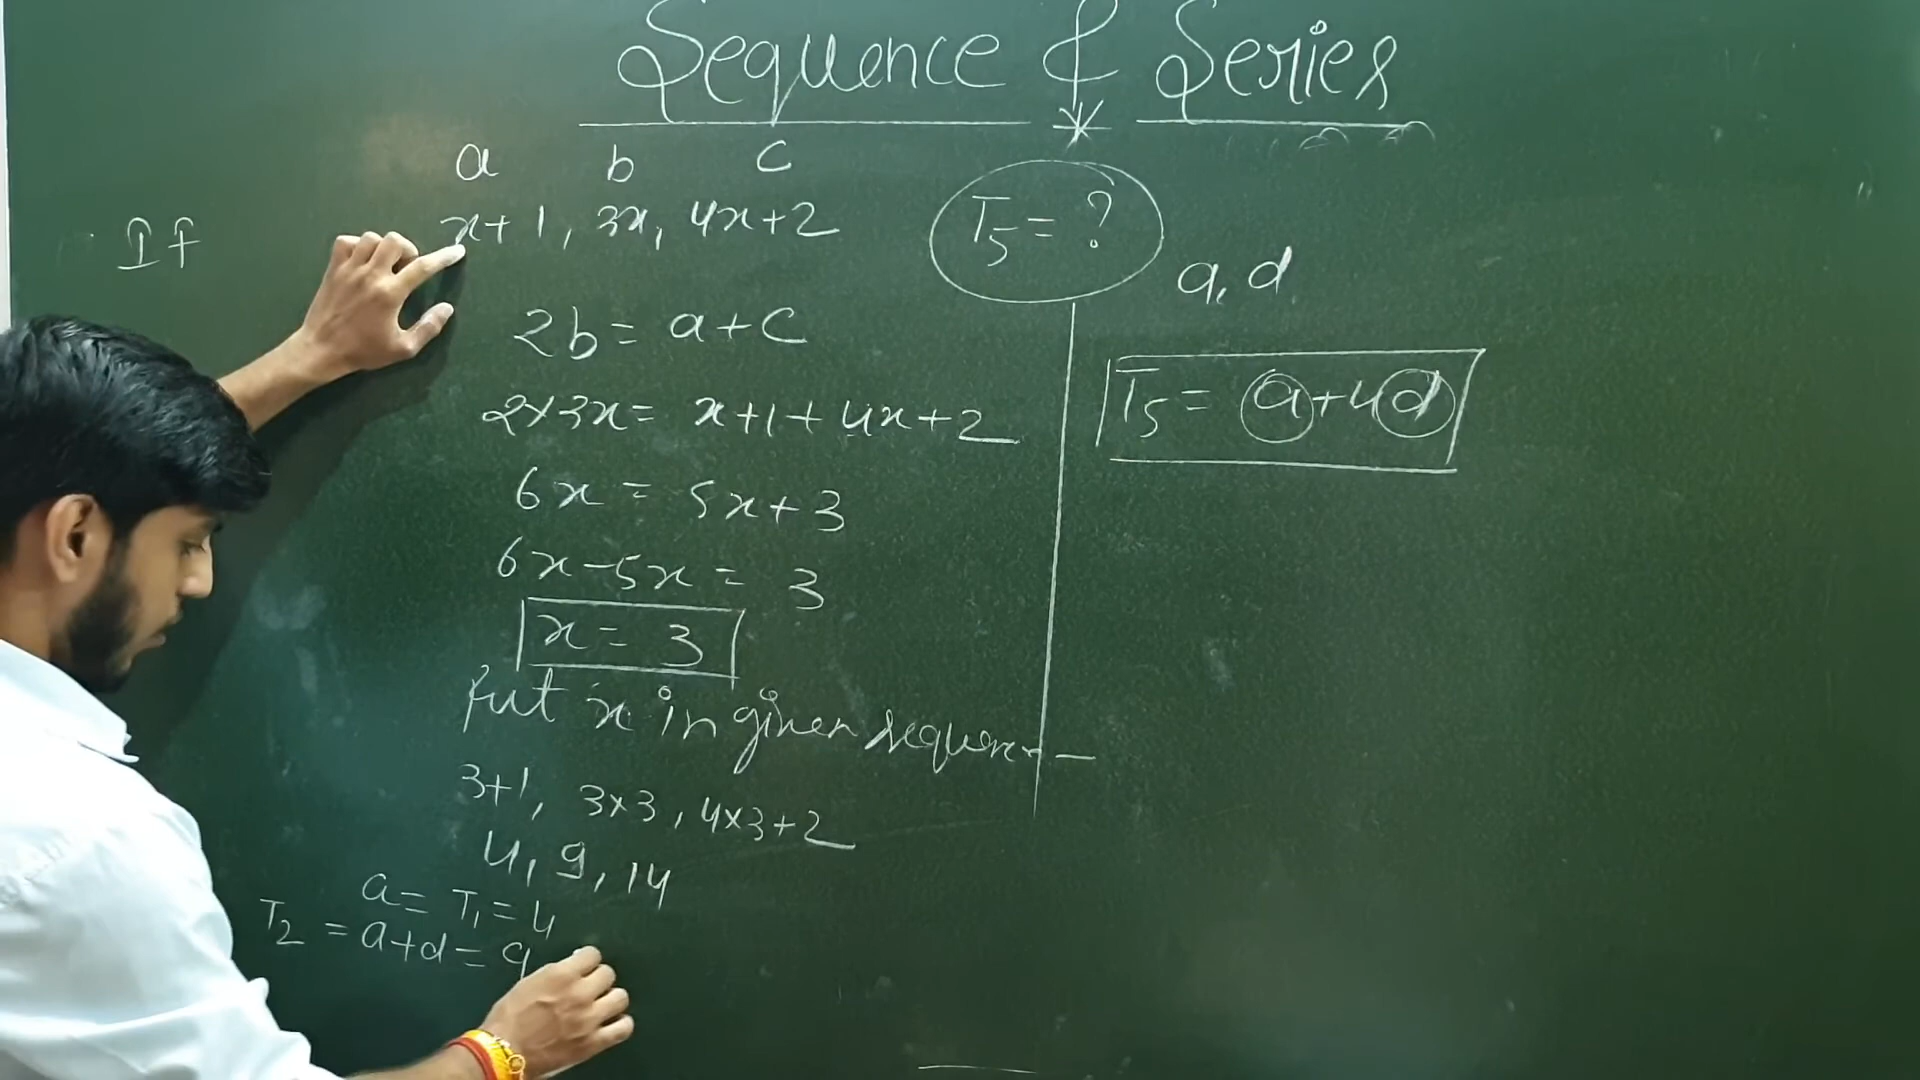 Sequence & Series
a b c
If x+1, 3x, 4x+2
T5 = ?
a, d
2b = a+c
T5 = a+4d
2×3x = x+1+4x+2
6x = 5x+3
6x-5x = 3
x = 3
Put x in given sequence —
3+1, 3×3, 4×3+2
4, 9, 14
a = T1 = 4
T2 = a+d = 9